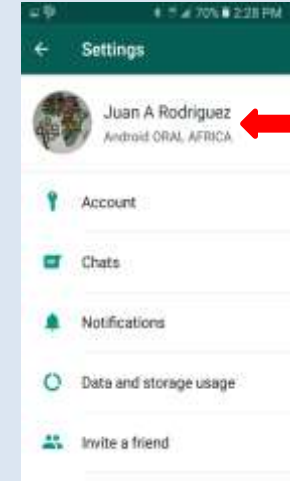 70% 2:28 PM
Settings
Juan A Rodriguez
Android ORAL AFRICA
Account
Chats
Notifications
Data and storage usage
Invite a friend